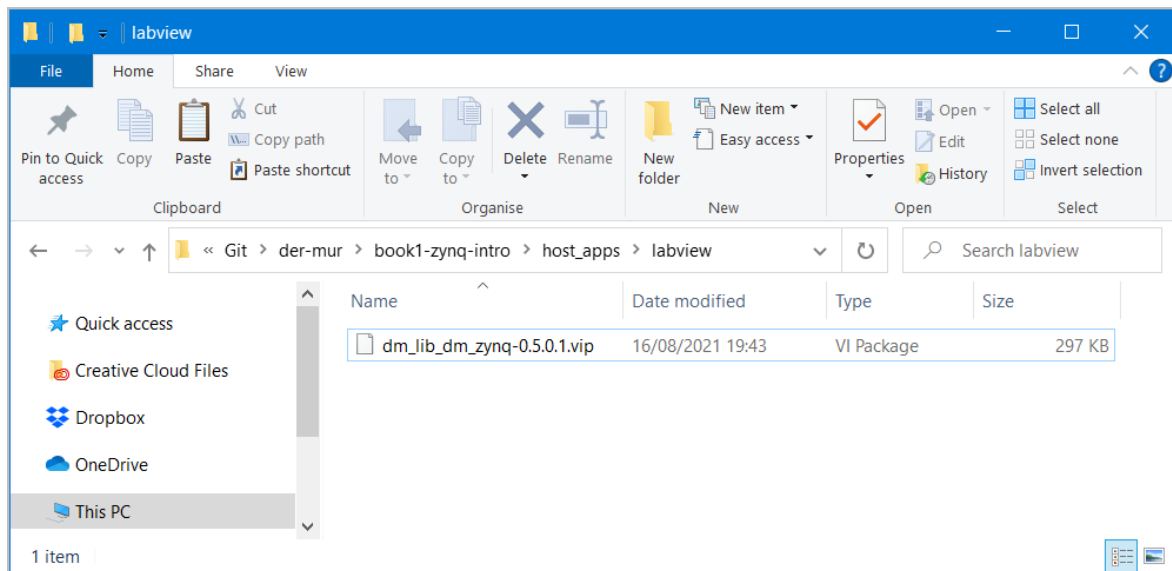 labview
File Home Share View
Pin to Quick access
Copy
Paste
Cut
Copy path
Paste shortcut
Clipboard
Move to
Copy to
Delete
Rename
Organise
New folder
New item
Easy access
New
Properties
Open
Edit
History
Open
Select all
Select none
Invert selection
Select
« Git > der-mur > book1-zynq-intro > host_apps > labview
Search labview
Quick access
Creative Cloud Files
Dropbox
OneDrive
This PC
Name Date modified Type Size
dm_lib_dm_zynq-0.5.0.1.vip 16/08/2021 19:43 VI Package 297 KB
1 item